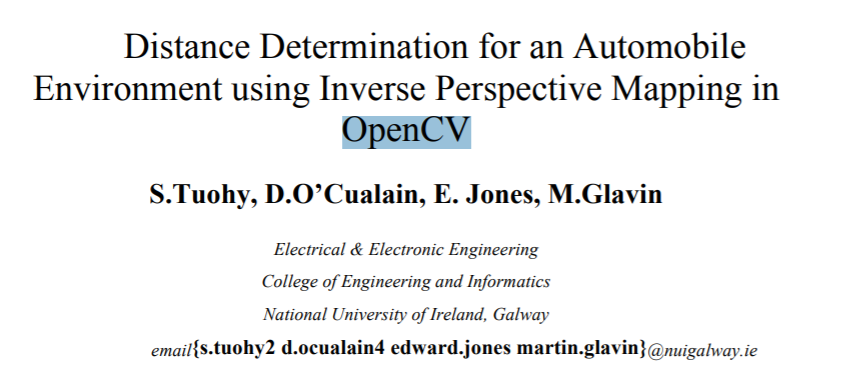 Distance Determination for an Automobile
Environment using Inverse Perspective Mapping in
OpenCV
S.Tuohy, D.O’Cualain, E. Jones, M.Glavin
Electrical & Electronic Engineering
College of Engineering and Informatics
National University of Ireland, Galway
email{s.tuohy2 d.ocualain4 edward.jones martin.glavin}@nuigalway.ie